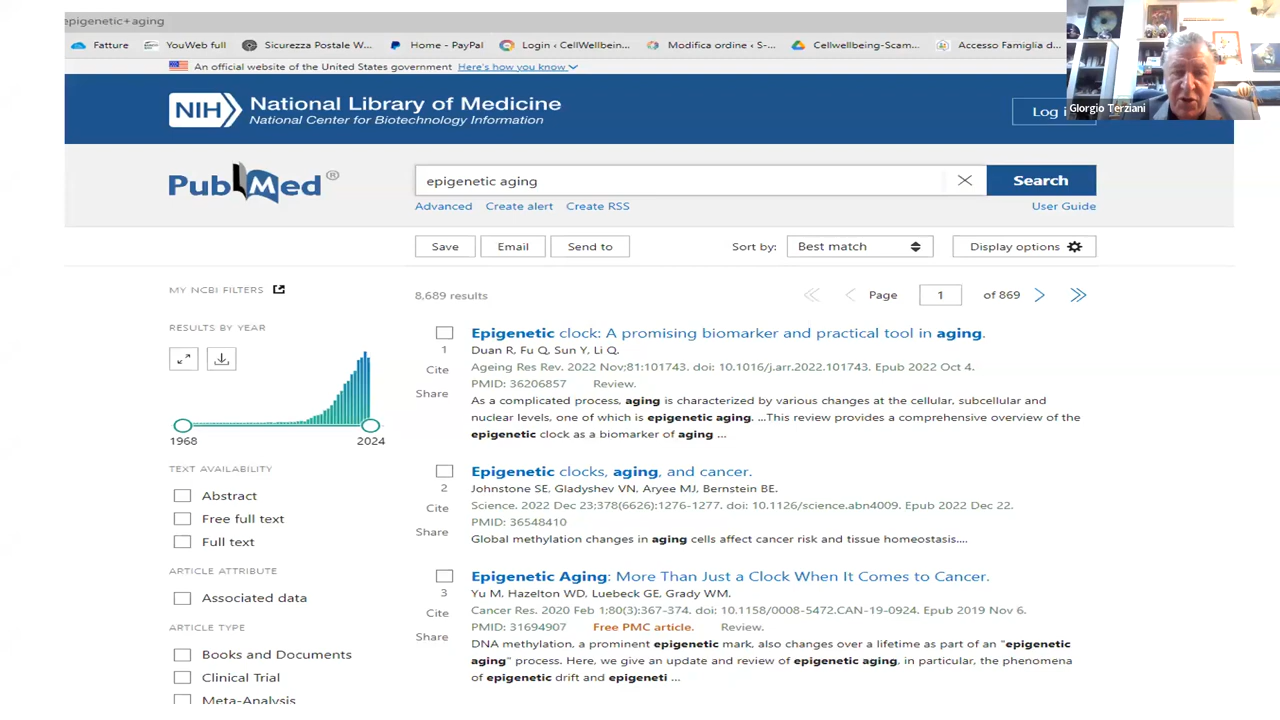 epigenetic+aging
Fatture YouWeb full Sicurezza Postale W... Home - PayPal Login ‹ CellWellbein... Modifica ordine ‹ S-... Cellwellbeing-Scam... Accesso Famiglia d...
An official website of the United States government Here's how you know
NIH National Library of Medicine
National Center for Biotechnology Information
Log
GIorgio Terziani
PubMed®
epigenetic aging
Search
Advanced Create alert Create RSS User Guide
Save Email Send to Sort by: Best match Display options
MY NCBI FILTERS
8,689 results Page 1 of 869
RESULTS BY YEAR
1968 2024
TEXT AVAILABILITY
Abstract
Free full text
Full text
ARTICLE ATTRIBUTE
Associated data
ARTICLE TYPE
Books and Documents
Clinical Trial
Meta-Analysis
Epigenetic clock: A promising biomarker and practical tool in aging.
1 Duan R, Fu Q, Sun Y, Li Q.
Cite Ageing Res Rev. 2022 Nov;81:101743. doi: 10.1016/j.arr.2022.101743. Epub 2022 Oct 4.
PMID: 36206857 Review.
Share As a complicated process, aging is characterized by various changes at the cellular, subcellular and
nuclear levels, one of which is epigenetic aging. ...This review provides a comprehensive overview of the
epigenetic clock as a biomarker of aging ...
Epigenetic clocks, aging, and cancer.
2 Johnstone SE, Gladyshev VN, Aryee MJ, Bernstein BE.
Cite Science. 2022 Dec 23;378(6626):1276-1277. doi: 10.1126/science.abn4009. Epub 2022 Dec 22.
PMID: 36548410
Share Global methylation changes in aging cells affect cancer risk and tissue homeostasis....
Epigenetic Aging: More Than Just a Clock When It Comes to Cancer.
3 Yu M, Hazelton WD, Luebeck GE, Grady WM.
Cite Cancer Res. 2020 Feb 1;80(3):367-374. doi: 10.1158/0008-5472.CAN-19-0924. Epub 2019 Nov 6.
PMID: 31694907 Free PMC article. Review.
Share DNA methylation, a prominent epigenetic mark, also changes over a lifetime as part of an "epigenetic
aging" process. Here, we give an update and review of epigenetic aging, in particular, the phenomena
of epigenetic drift and epigeneti ...